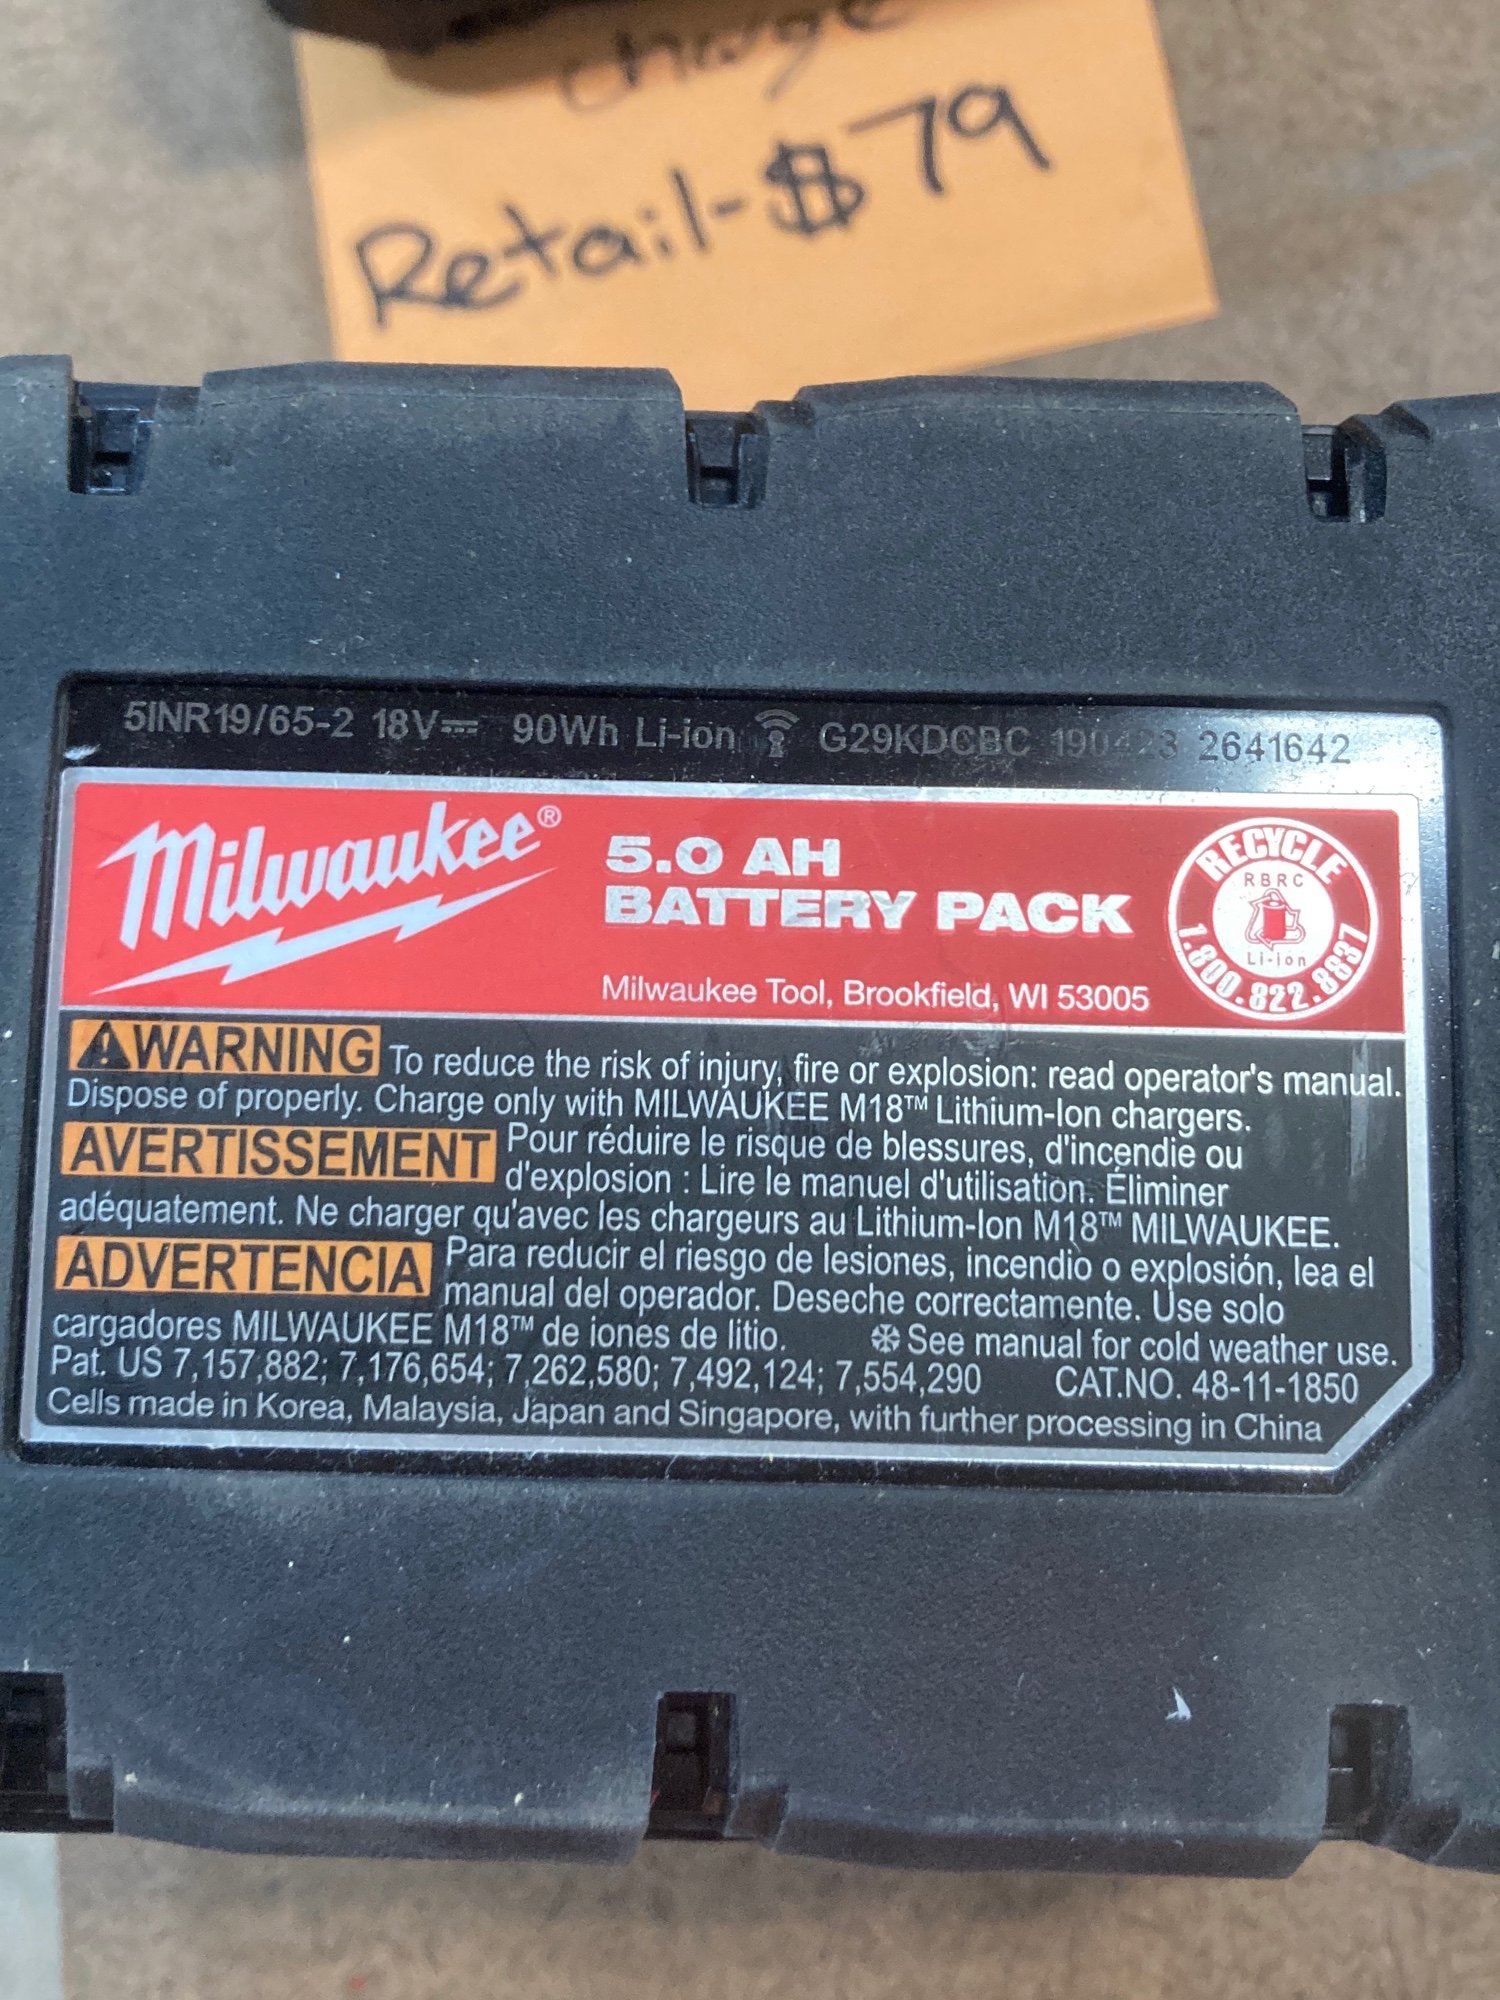 charge
Retail-$79
5INR19/65-2 18V 90Wh Li-ion G29KDCBC 190423 2641642
Milwaukee®
5.0 AH
BATTERY PACK
Milwaukee Tool, Brookfield, WI 53005
RECYCLE
RBRC
Li-ion
1.800.822.8837
WARNING To reduce the risk of injury, fire or explosion: read operator's manual.
Dispose of properly. Charge only with MILWAUKEE M18™ Lithium-Ion chargers.
AVERTISSEMENT Pour réduire le risque de blessures, d'incendie ou
d'explosion : Lire le manuel d'utilisation. Éliminer
adéquatement. Ne charger qu'avec les chargeurs au Lithium-Ion M18™ MILWAUKEE.
ADVERTENCIA Para reducir el riesgo de lesiones, incendio o explosión, lea el
manual del operador. Deseche correctamente. Use solo
cargadores MILWAUKEE M18™ de iones de litio. ❄See manual for cold weather use.
Pat. US 7,157,882; 7,176,654; 7,262,580; 7,492,124; 7,554,290 CAT.NO. 48-11-1850
Cells made in Korea, Malaysia, Japan and Singapore, with further processing in China